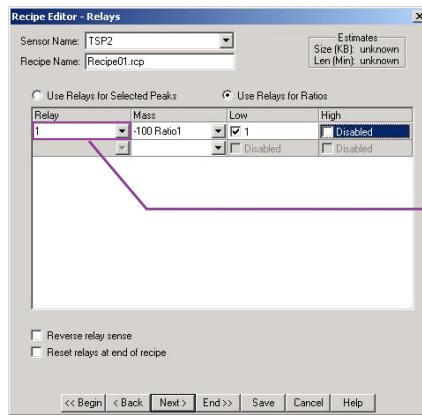 Recipe Editor - Relays
Sensor Name: TSP2
Recipe Name: Recipe01.rcp
Estimates
Size (KB): unknown
Len (Min): unknown
Use Relays for Selected Peaks Use Relays for Ratios
Relay Mass Low High
1 -100 Ratio1 1 Disabled
Disabled Disabled
Reverse relay sense
Reset relays at end of recipe
<< Begin < Back Next > End >> Save Cancel Help